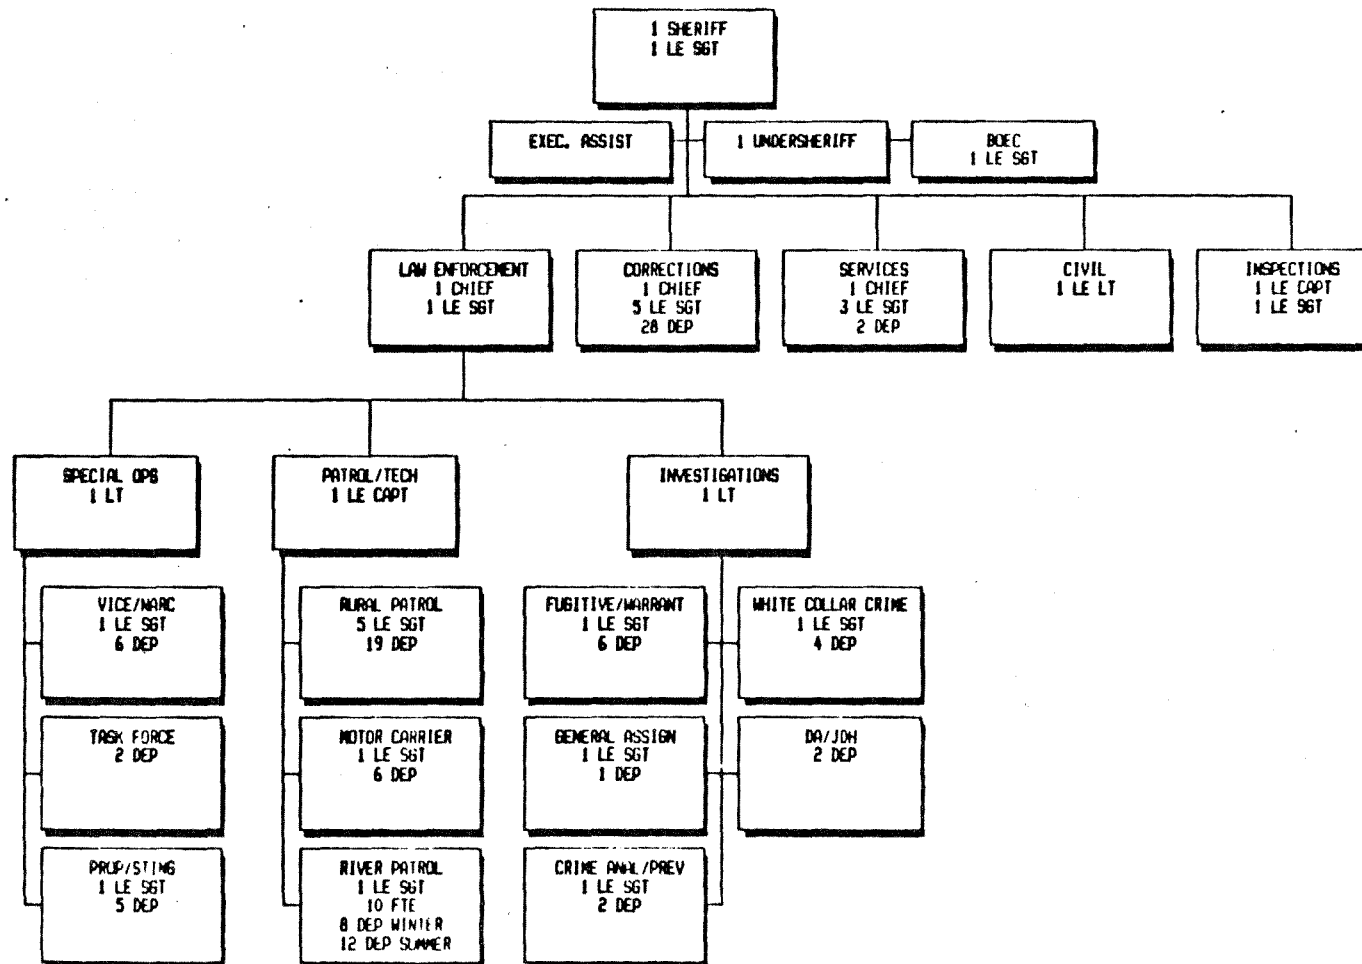 1 SHERIFF
1 LE SGT
EXEC. ASSIST
1 UNDERSHERIFF
BOEC
1 LE SGT
LAW ENFORCEMENT
1 CHIEF
1 LE SGT
CORRECTIONS
1 CHIEF
5 LE SGT
28 DEP
SERVICES
1 CHIEF
3 LE SGT
2 DEP
CIVIL
1 LE LT
INSPECTIONS
1 LE CAPT
1 LE SGT
SPECIAL OPS
1 LT
PATROL/TECH
1 LE CAPT
INVESTIGATIONS
1 LT
VICE/NARC
1 LE SGT
6 DEP
RURAL PATROL
5 LE SGT
19 DEP
FUGITIVE/WARRANT
1 LE SGT
6 DEP
WHITE COLLAR CRIME
1 LE SGT
4 DEP
TASK FORCE
2 DEP
MOTOR CARRIER
1 LE SGT
6 DEP
GENERAL ASSIGN
1 LE SGT
1 DEP
DA/JDH
2 DEP
PROP/STING
1 LE SGT
5 DEP
RIVER PATROL
1 LE SGT
10 FTE
8 DEP WINTER
12 DEP SUMMER
CRIME ANAL/PREV
1 LE SGT
2 DEP